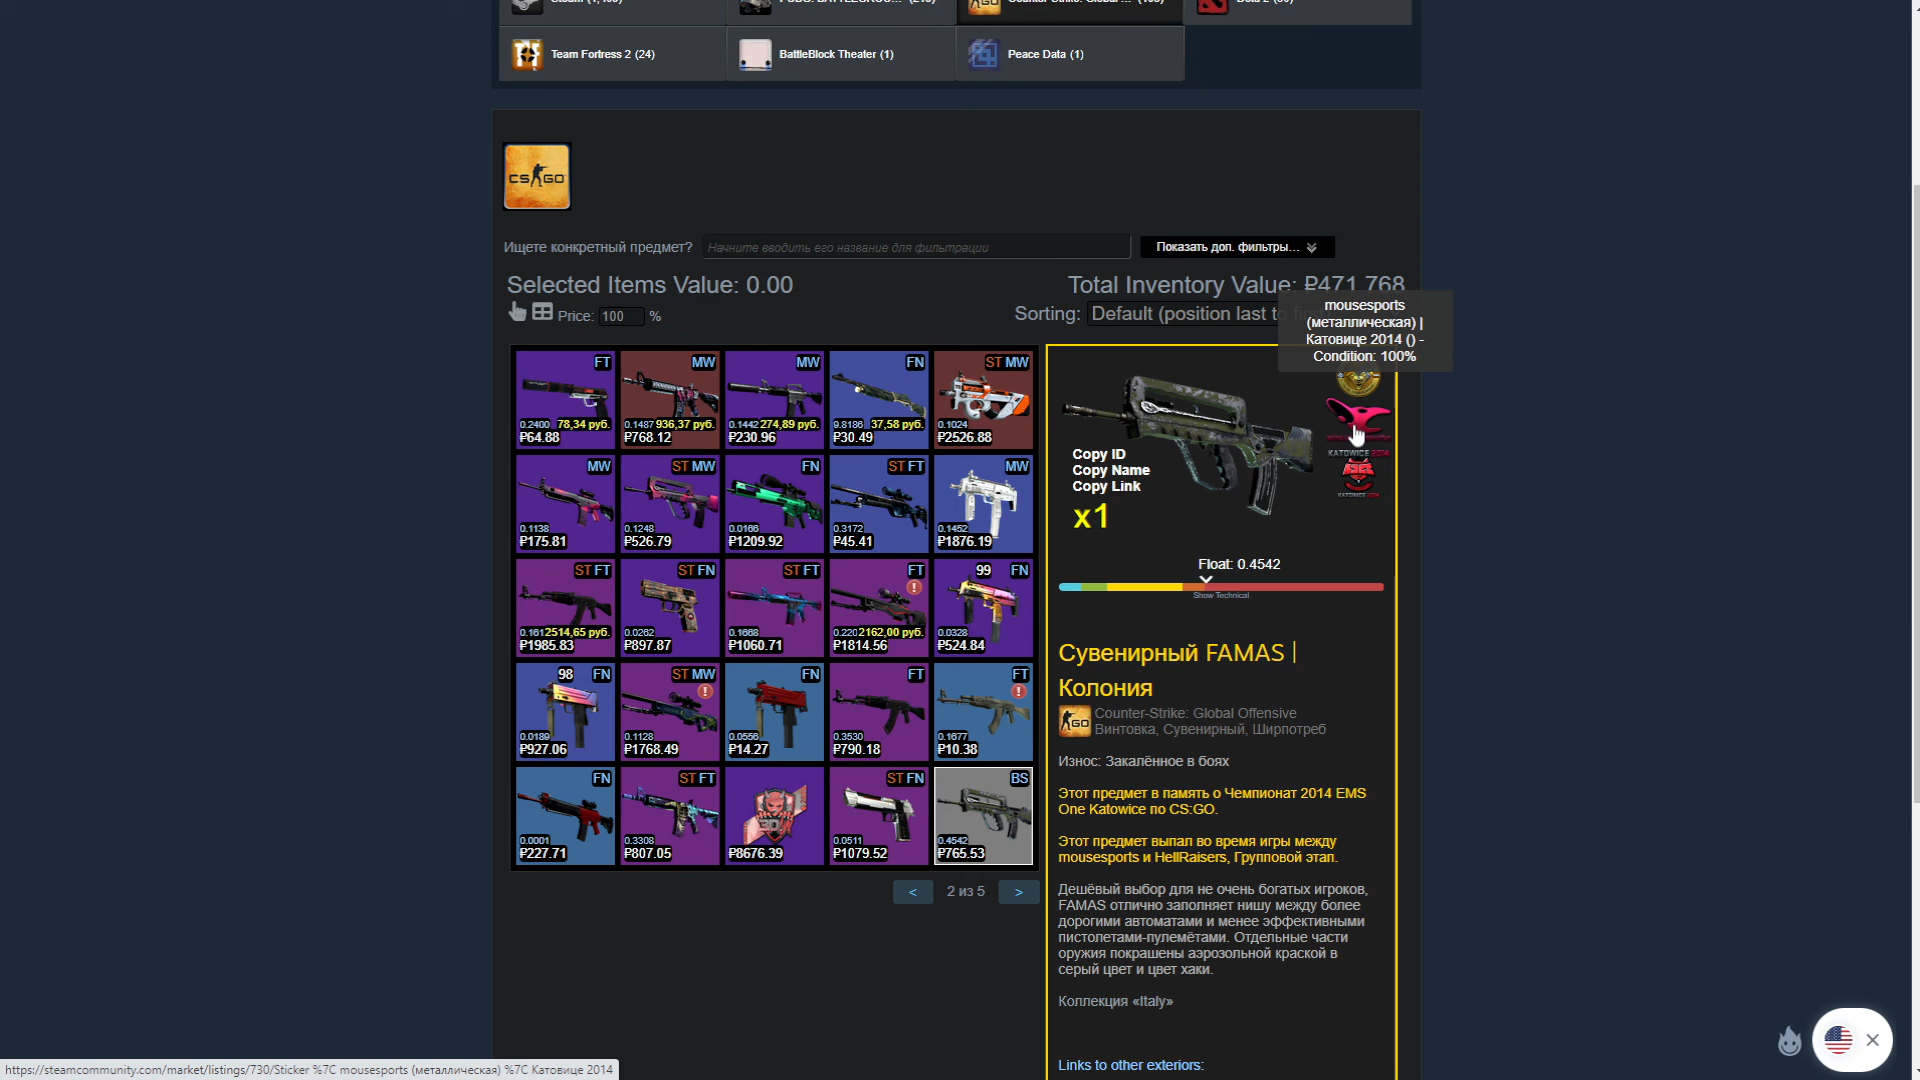 Team Fortress 2 (24)
BattleBlock Theater (1)
Peace Data (1)
CS GO
Ищете конкретный предмет?
Начните вводить его название для фильтрации
Показать доп. фильтры...
Selected Items Value: 0.00
Total Inventory Value: ₽471,768
Price: 100 %
Sorting: Default (position last to
mousesports
(металлическая) |
Катовице 2014 () -
Condition: 100%
FT
0.2400 78,34 руб.
₽64.88
MW
0.1487 936,37 руб.
₽768.12
MW
0.1442 274,89 руб.
₽230.96
FN
37,58 руб.
₽30.49
ST MW
0.1024
₽2526.88
MW
0.1138
₽175.81
ST MW
0.1248
₽526.79
FN
0.0166
₽1209.92
ST FT
0.3172
₽45.41
MW
0.1452
₽1876.19
ST FT
0.161 2514,65 руб.
₽1985.83
ST FN
0.0262
₽897.87
ST FT
0.1668
₽1060.71
FT
0.220 2162,00 руб.
₽1814.56
99 FN
0.0328
₽524.84
98 FN
0.0189
₽927.06
ST MW
0.1128
₽1768.49
FN
0.0556
₽14.27
FT
0.3530
₽790.18
FT
0.1677
₽10.38
FN
0.0001
₽227.71
ST FT
0.3308
₽807.05
₽8676.39
ST FN
0.0511
₽1079.52
BS
0.4542
₽765.53
< 2 из 5 >
KATOWICE 2014
KATOWICE 2014
Copy ID
Copy Name
Copy Link
x1
Float: 0.4542
Show Technical
Сувенирный FAMAS |
Колония
Counter-Strike: Global Offensive
Винтовка, Сувенирный, Ширпотреб
Износ: Закалённое в боях
Этот предмет в память о Чемпионат 2014 EMS
One Katowice по CS:GO.
Этот предмет выпал во время игры между
mousesports и HellRaisers, Групповой этап.
Дешёвый выбор для не очень богатых игроков,
FAMAS отлично заполняет нишу между более
дорогими автоматами и менее эффективными
пистолетами-пулемётами. Отдельные части
оружия покрашены аэрозольной краской в
серый цвет и цвет хаки.
Коллекция «Italy»
Links to other exteriors:
https://steamcommunity.com/market/listings/730/Sticker %7C mousesports (металлическая) %7C Катовице 2014